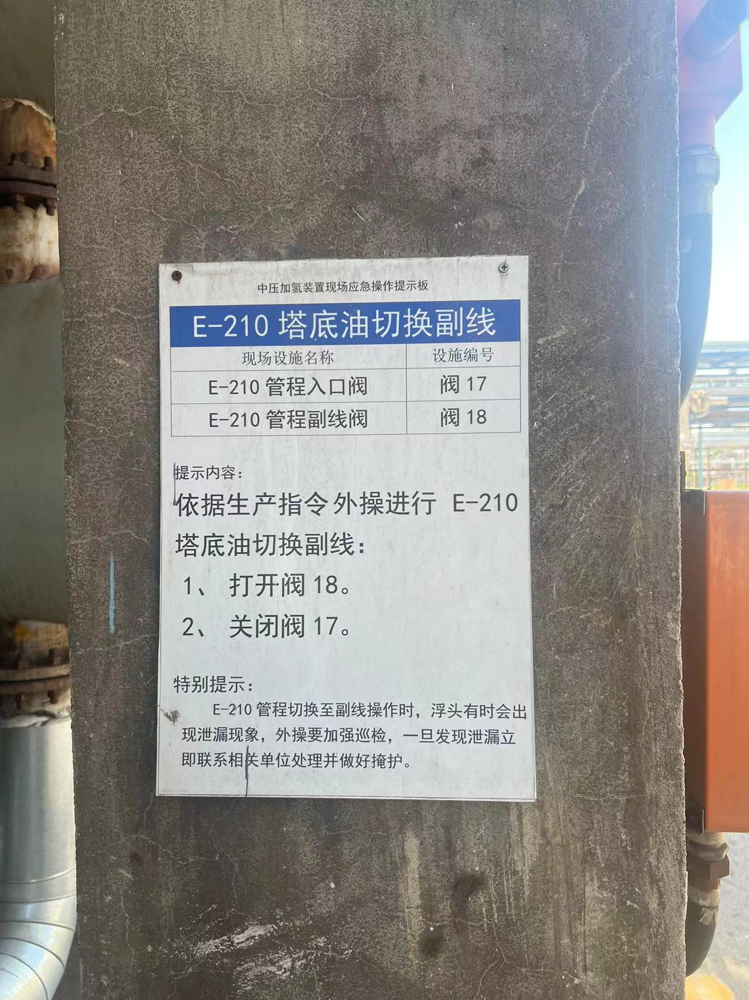 中压加氢装置现场应急操作提示板
E-210 塔底油切换副线
现场设施名称 设施编号
E-210 管程入口阀 阀 17
E-210 管程副线阀 阀 18
提示内容：
依据生产指令外操进行 E-210
塔底油切换副线：
1、 打开阀 18。
2、 关闭阀 17。
特别提示：
E-210 管程切换至副线操作时，浮头有时会出
现泄漏现象，外操要加强巡检，一旦发现泄漏立
即联系相关单位处理并做好掩护。